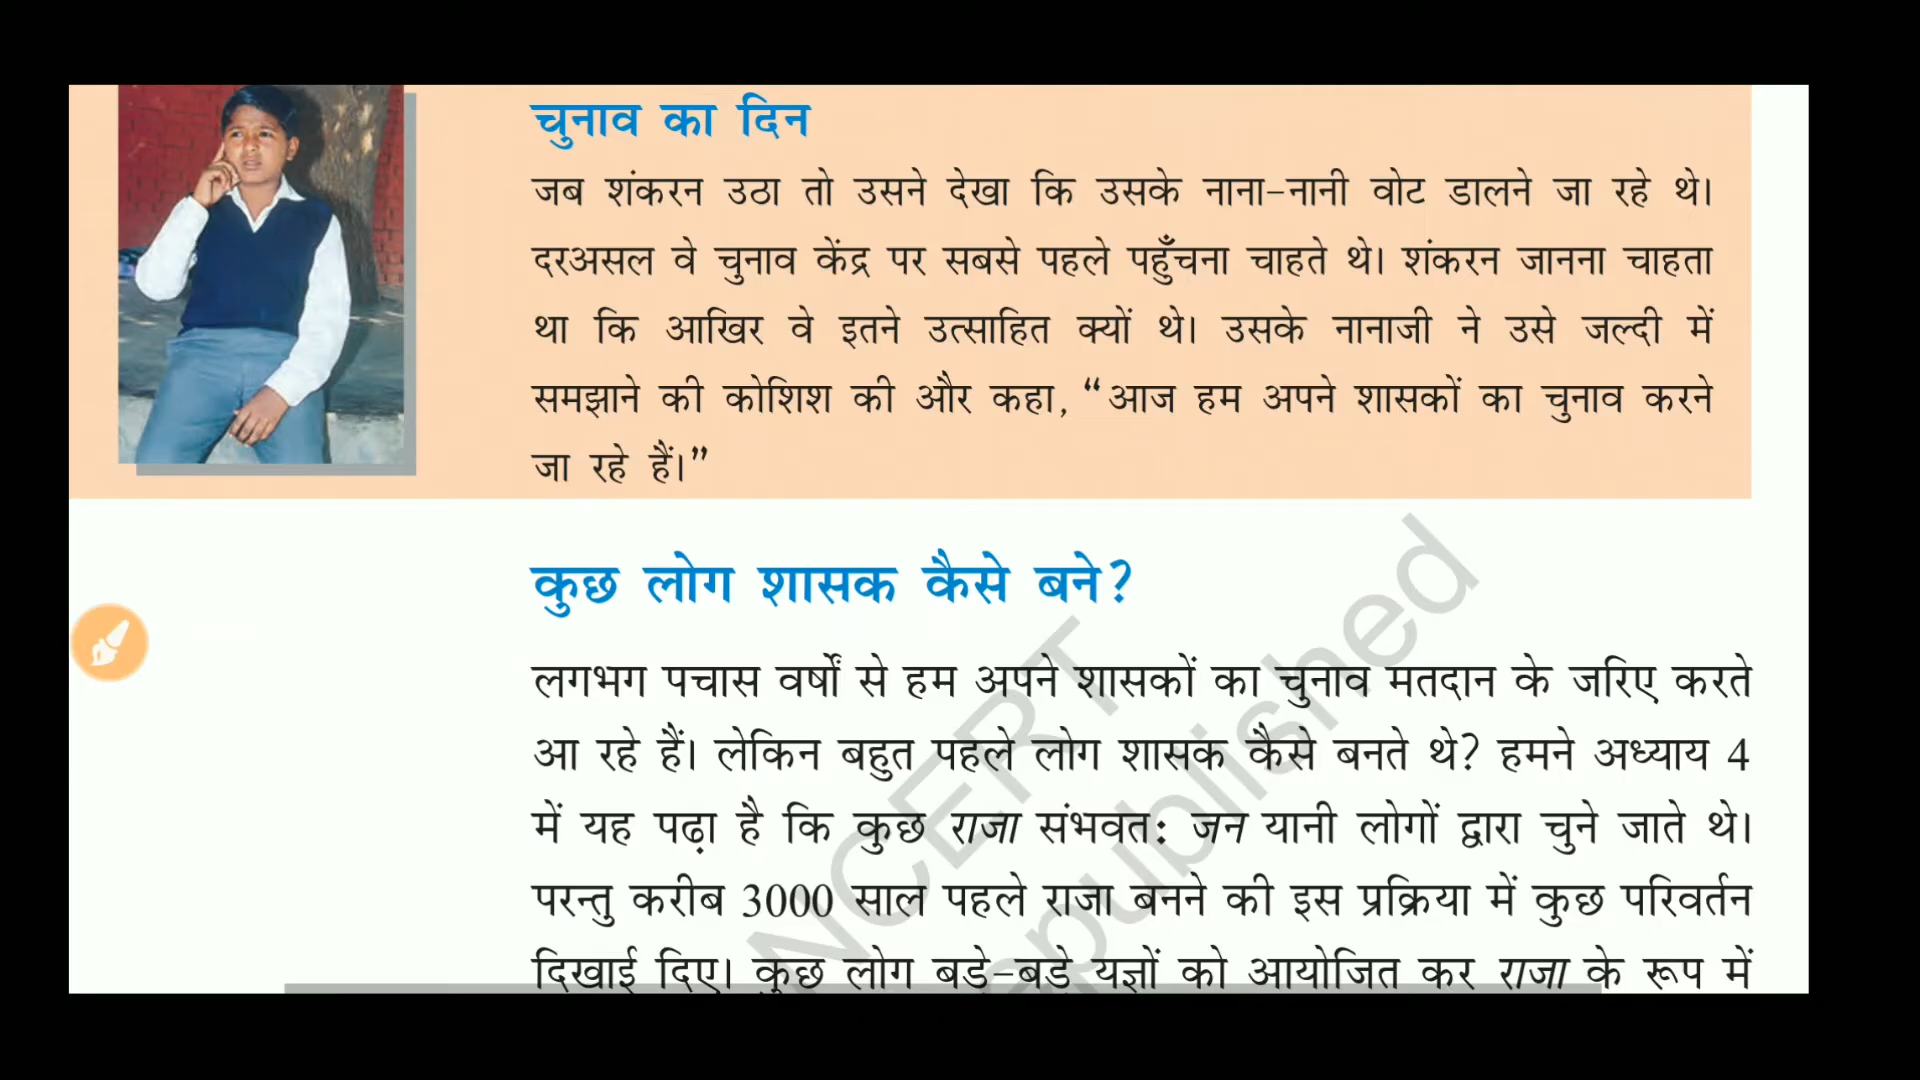 चुनाव का दिन
जब शंकरन उठा तो उसने देखा कि उसके नाना-नानी वोट डालने जा रहे थे।
दरअसल वे चुनाव केंद्र पर सबसे पहले पहुँचना चाहते थे। शंकरन जानना चाहता
था कि आखिर वे इतने उत्साहित क्यों थे। उसके नानाजी ने उसे जल्दी में
समझाने की कोशिश की और कहा, “आज हम अपने शासकों का चुनाव करने
जा रहे हैं।”
कुछ लोग शासक कैसे बने?
लगभग पचास वर्षों से हम अपने शासकों का चुनाव मतदान के जरिए करते
आ रहे हैं। लेकिन बहुत पहले लोग शासक कैसे बनते थे? हमने अध्याय 4
में यह पढ़ा है कि कुछ राजा संभवतः जन यानी लोगों द्वारा चुने जाते थे।
परन्तु करीब 3000 साल पहले राजा बनने की इस प्रक्रिया में कुछ परिवर्तन
दिखाई दिए। कुछ लोग बड़े-बड़े यज्ञों को आयोजित कर राजा के रूप में
NCERT
republished